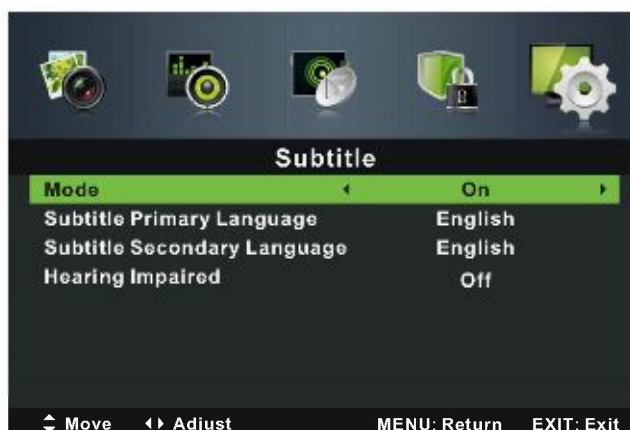 Subtitle
Mode On
Subtitle Primary Language English
Subtitle Secondary Language English
Hearing Impaired Off
Move Adjust MENU: Return EXIT: Exit